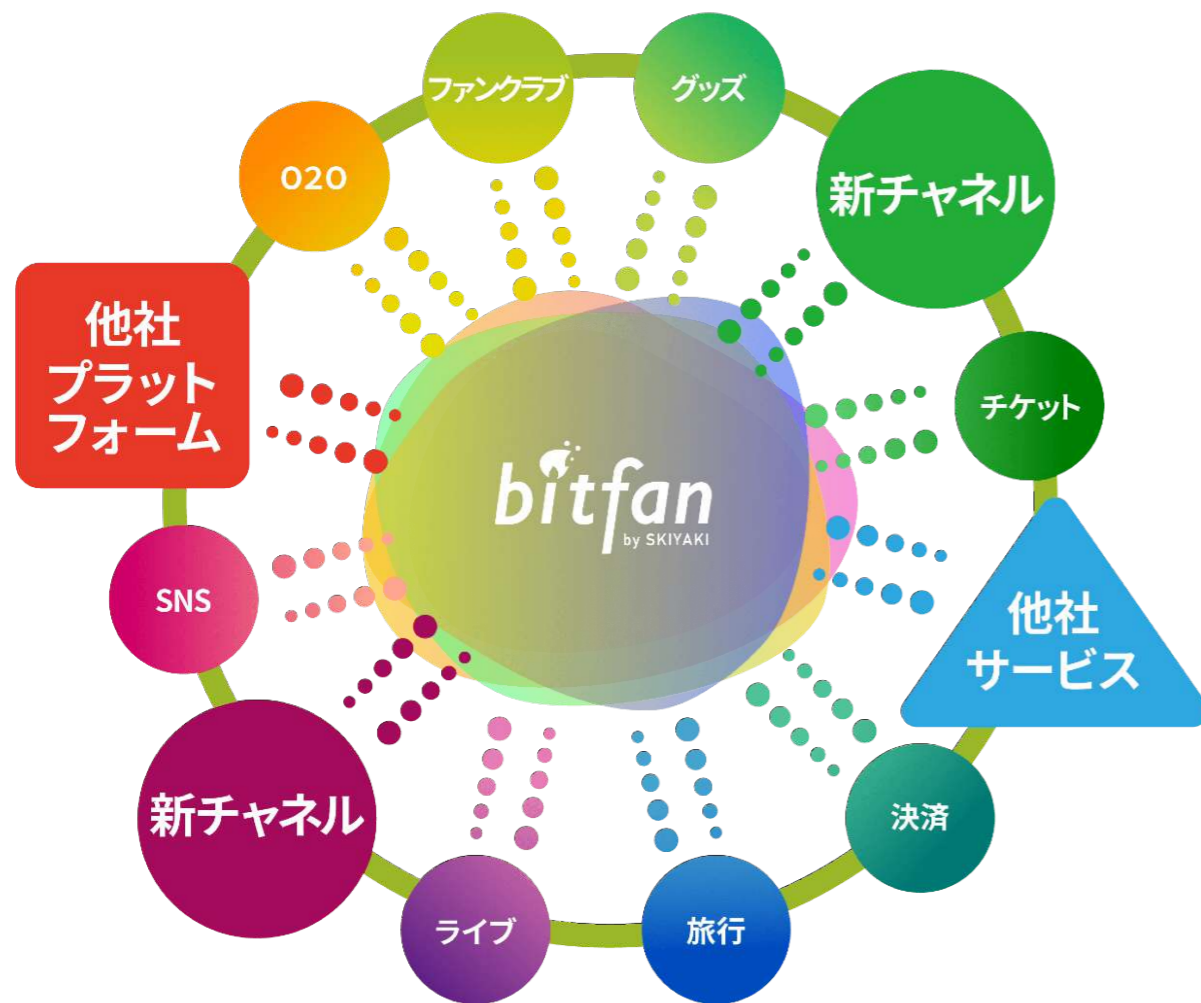 ファンクラブ
グッズ
新チャネル
O2O
他社
プラット
フォーム
チケット
bitfan
by SKIYAKI
SNS
他社
サービス
新チャネル
決済
ライブ
旅行